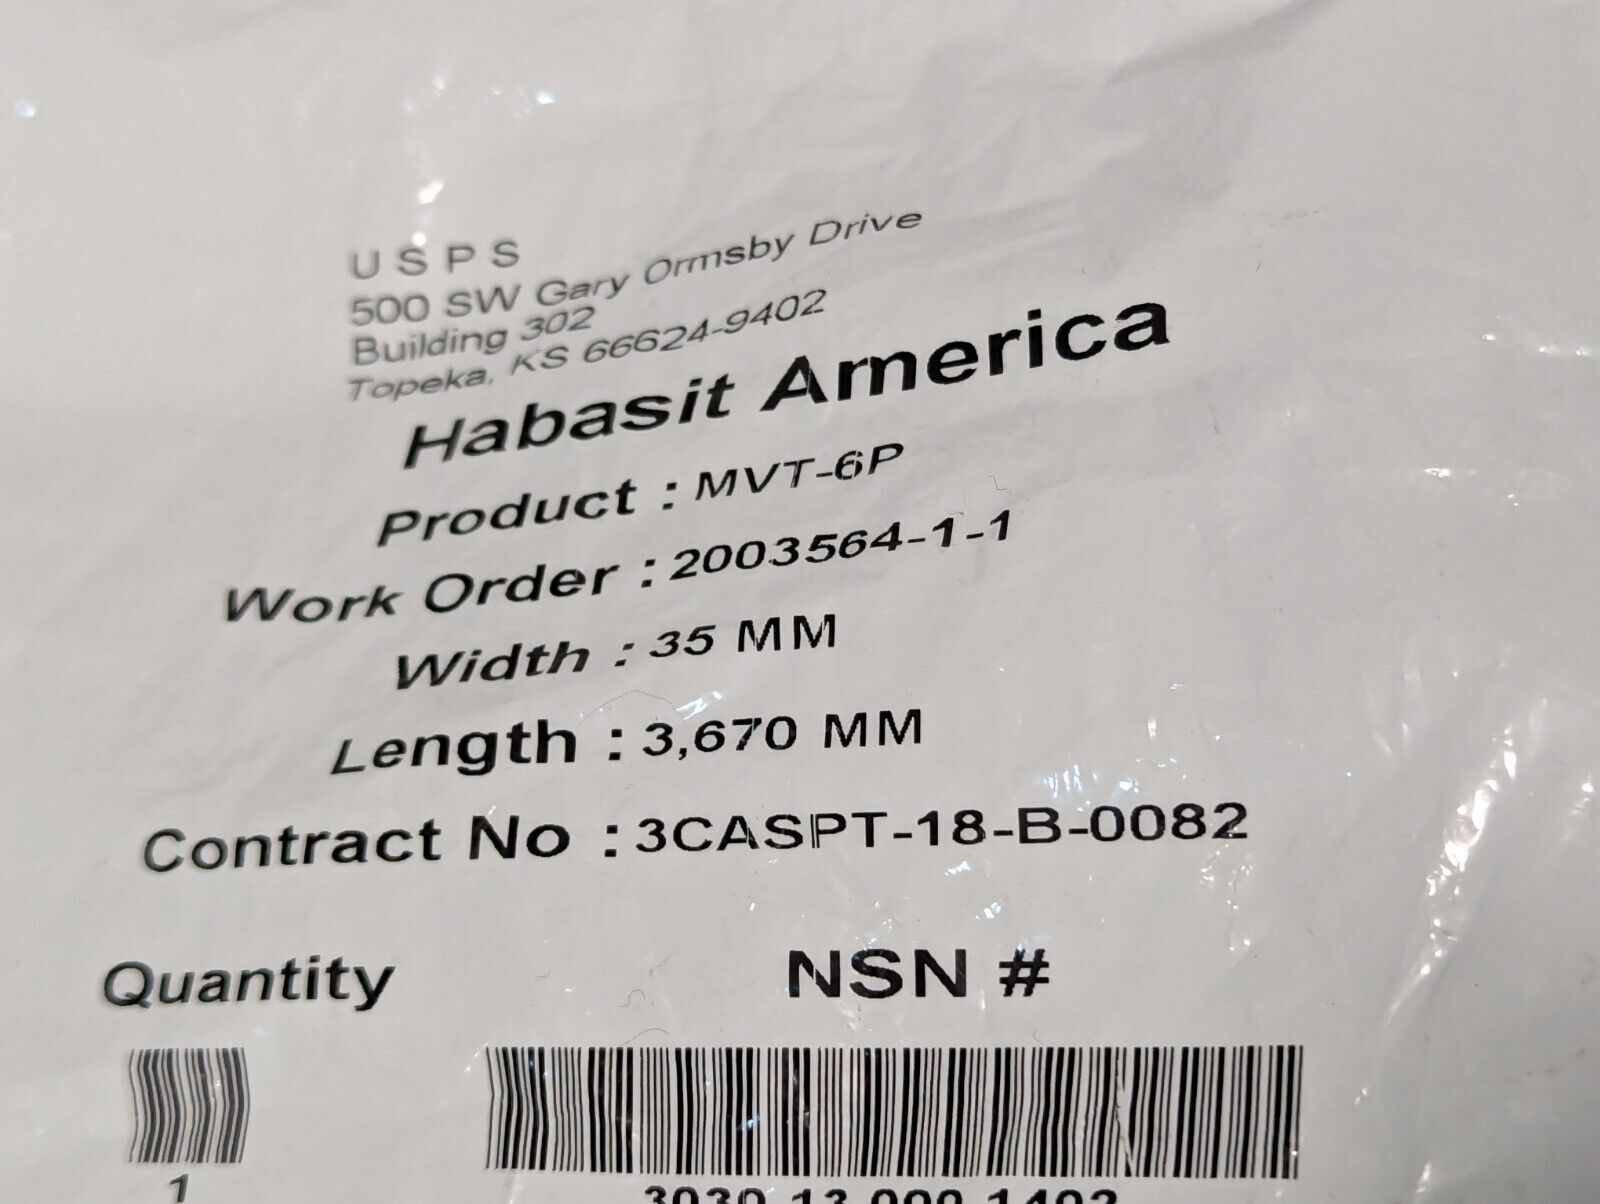 U S P S
500 SW Gary Ormsby Drive
Building 302
Topeka, KS 66624-9402
Habasit America
Product : MVT-6P
Work Order : 2003564-1-1
Width : 35 MM
Length : 3,670 MM
Contract No : 3CASPT-18-B-0082
Quantity NSN #
1